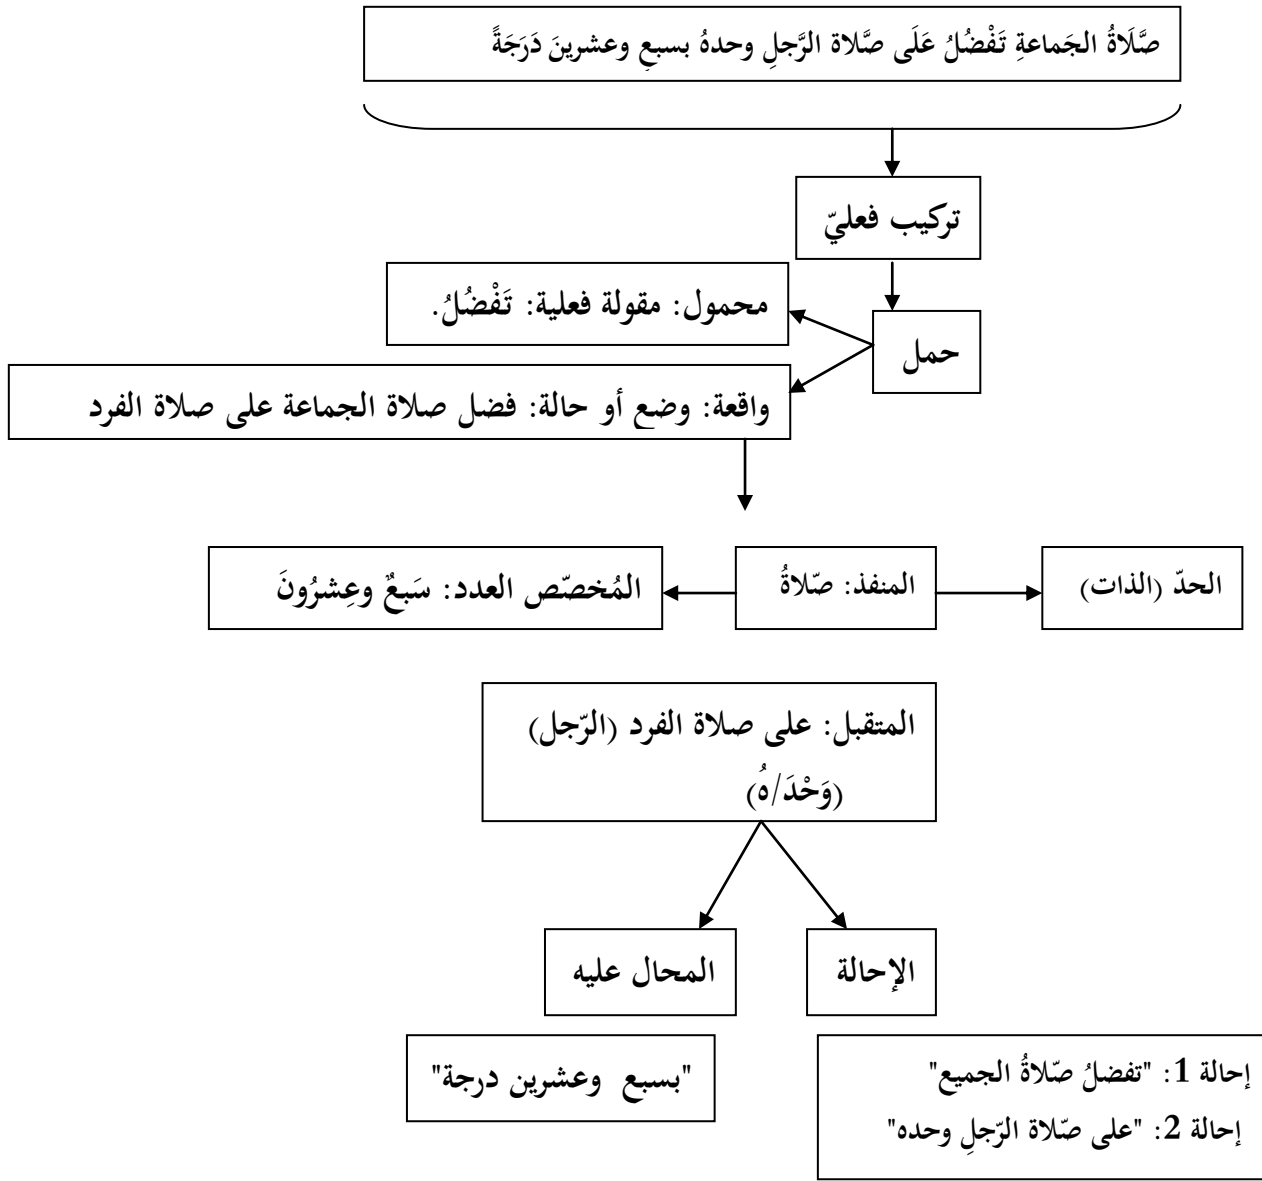 صَّلَاةُ الجَماعةِ تَفْضُلُ عَلَى صَّلاة الرَّجلِ وحدهُ بسبعٍ وعشرينَ دَرَجَةً
تركيب فعليّ
محمول: مقولة فعلية: تَفْضُلُ.
حمل
واقعة: وضع أو حالة: فضل صلاة الجماعة على صلاة الفرد
الحدّ (الذات)
المنفذ: صّلاةُ
المُخصّص العدد: سَبعٌ وعِشرُونَ
المتقبل: على صلاة الفرد (الرّجل)
(وَحْدَ/هُ)
الإحالة
المحال عليه
إحالة 1: "تفضلُ صّلاةُ الجميع"
إحالة 2: "على صّلاة الرّجلِ وحده"
"بسبع وعشرين درجة"